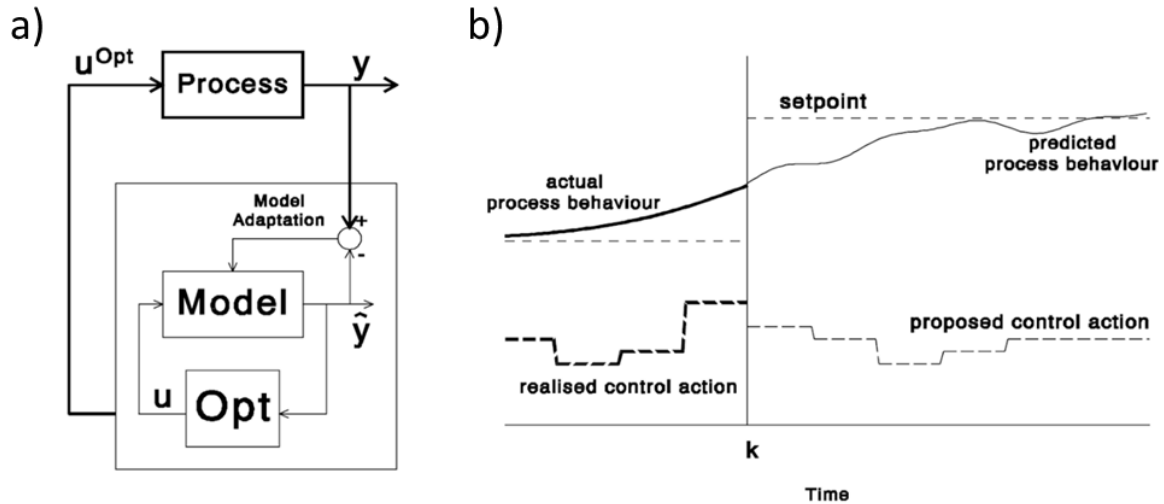 a)
u^Opt
Process
y
Model
Adaptation
+
-
Model
ŷ
u
Opt
b)
setpoint
predicted
process behaviour
actual
process behaviour
proposed control action
realised control action
k
Time